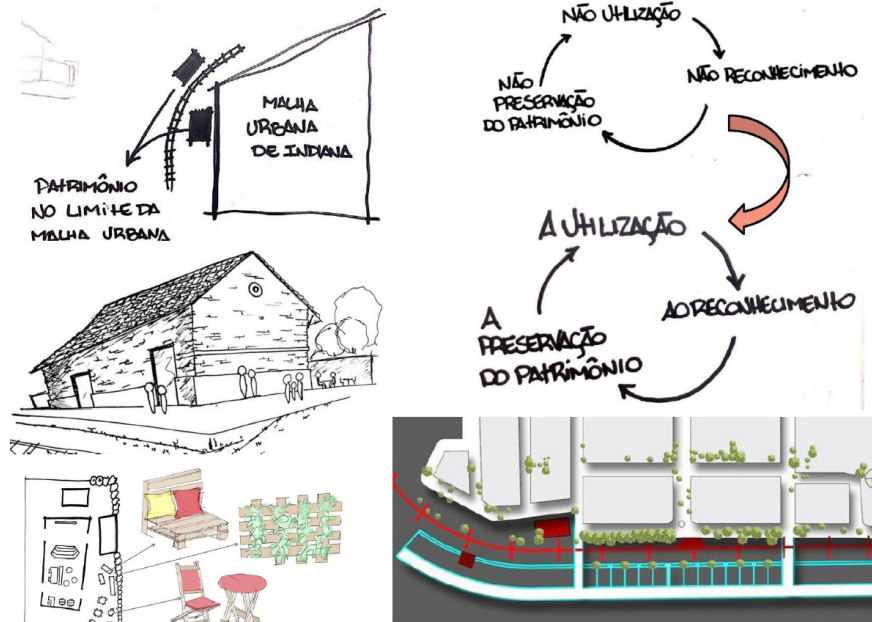 MALHA
URBANA
DE INDIANA
PATRIMÔNIO
NO LIMITE DA
MALHA URBANA
NÃO UTILIZAÇÃO
NÃO RECONHECIMENTO
NÃO
PRESERVAÇÃO
DO PATRIMÔNIO
A UTILIZAÇÃO
AO RECONHECIMENTO
A
PRESERVAÇÃO
DO PATRIMÔNIO